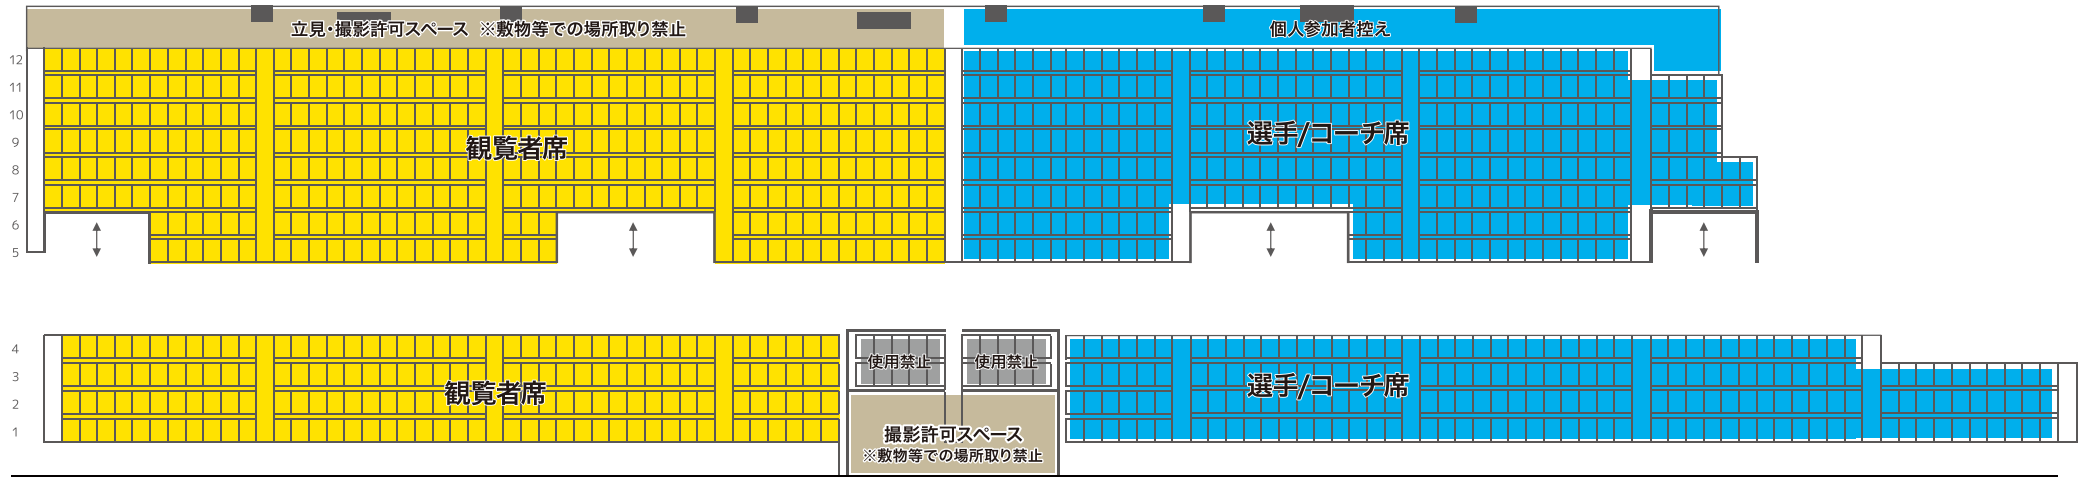 立見・撮影許可スペース ※敷物等での場所取り禁止
個人参加者控え
12
11
10
9
8
7
6
5
観覧者席
選手/コーチ席
4
3
2
1
使用禁止
使用禁止
観覧者席
選手/コーチ席
撮影許可スペース
※敷物等での場所取り禁止